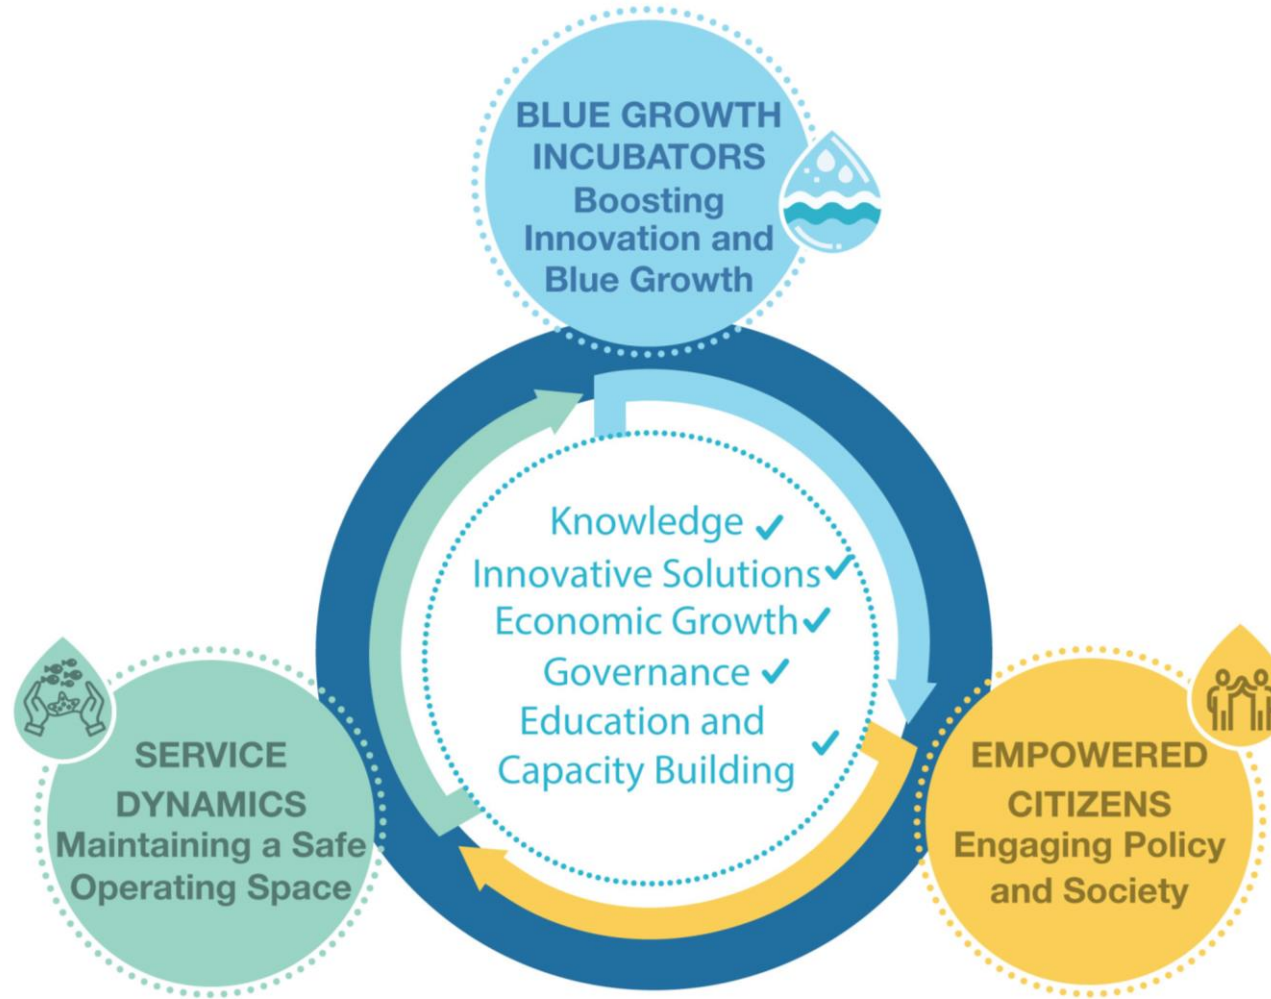 BLUE GROWTH
INCUBATORS
Boosting
Innovation and
Blue Growth
Knowledge
Innovative Solutions
Economic Growth
Governance
Education and
Capacity Building
SERVICE
DYNAMICS
Maintaining a Safe
Operating Space
EMPOWERED
CITIZENS
Engaging Policy
and Society